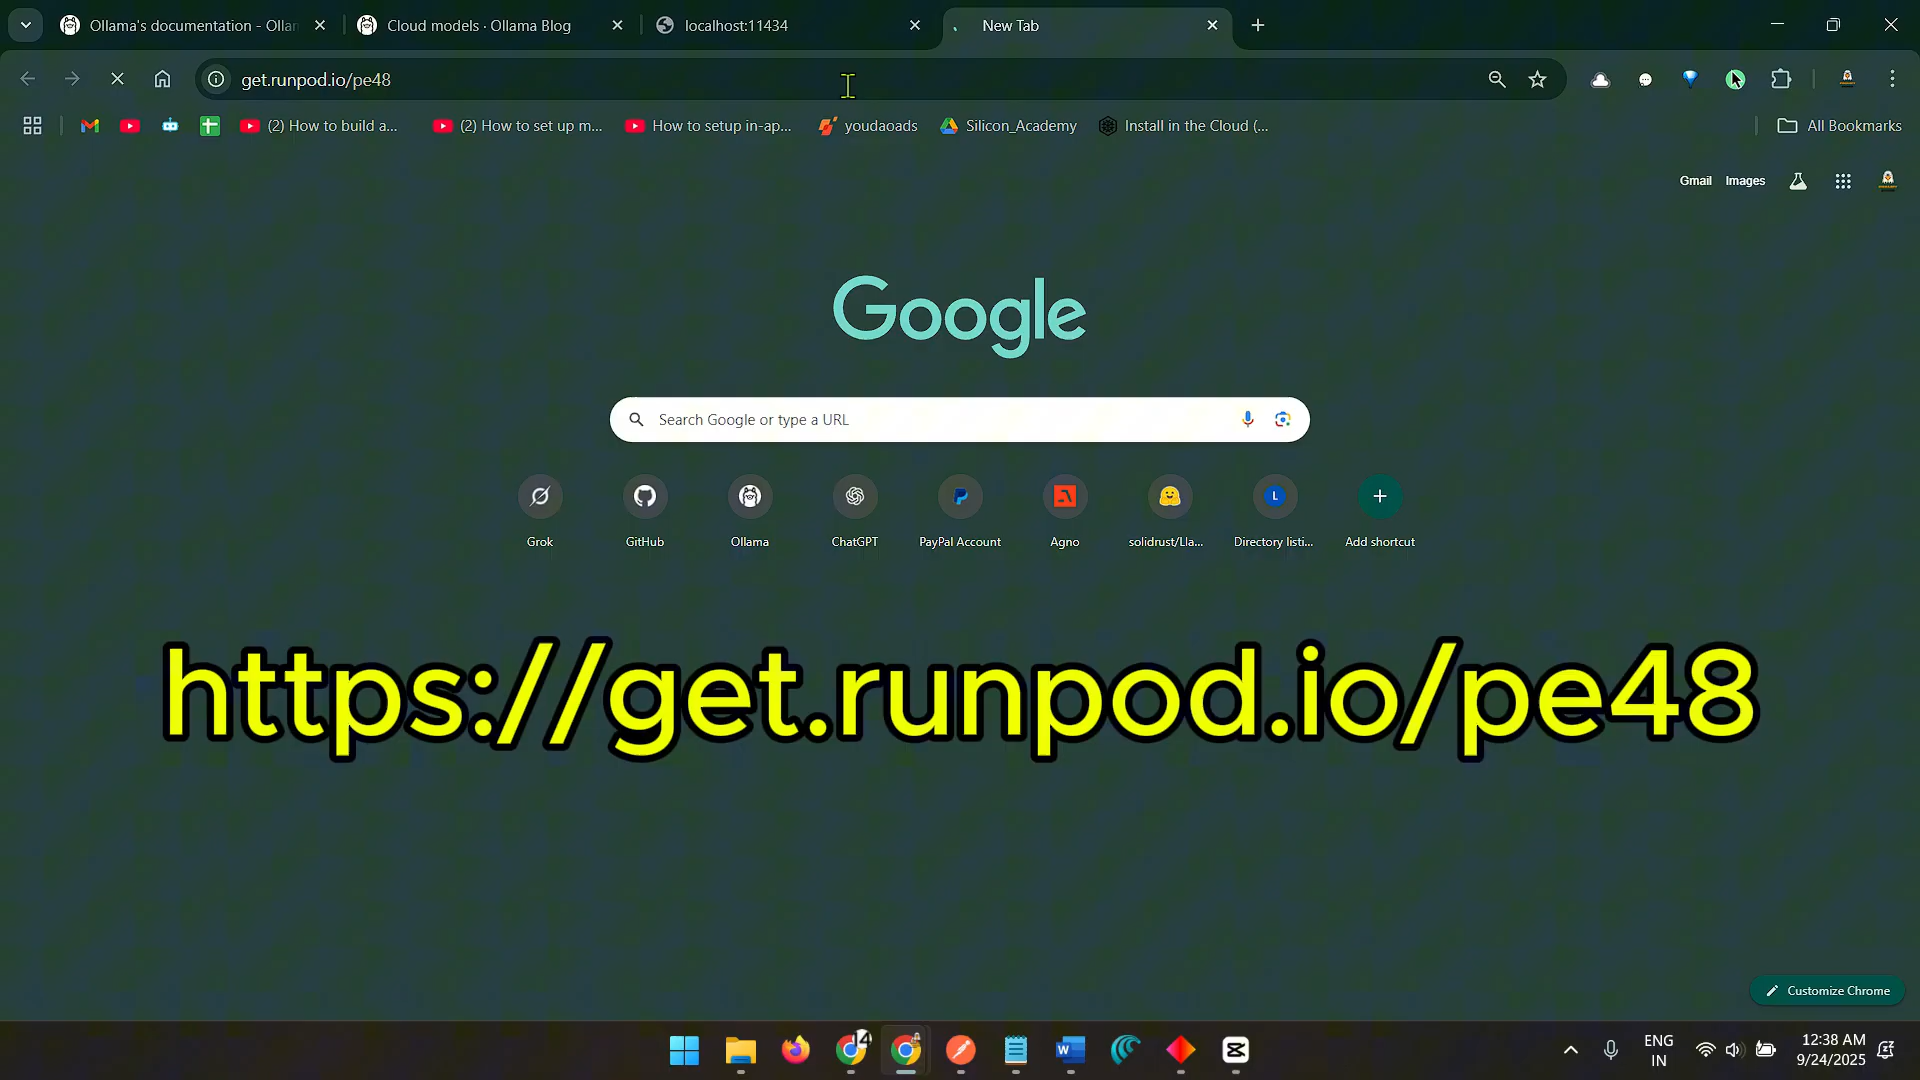 Ollama's documentation - Ollan
Cloud models · Ollama Blog
localhost:11434
New Tab
get.runpod.io/pe48
(2) How to build a...
(2) How to set up m...
How to setup in-ap...
youdaoads
Silicon_Academy
Install in the Cloud (...
All Bookmarks
Gmail
Images
Google
Search Google or type a URL
Grok
GitHub
Ollama
ChatGPT
PayPal Account
Agno
solidrust/Lla...
L
Directory listi...
Add shortcut
https://get.runpod.io/pe48
Customize Chrome
14
W
ENG
IN
12:38 AM
9/24/2025